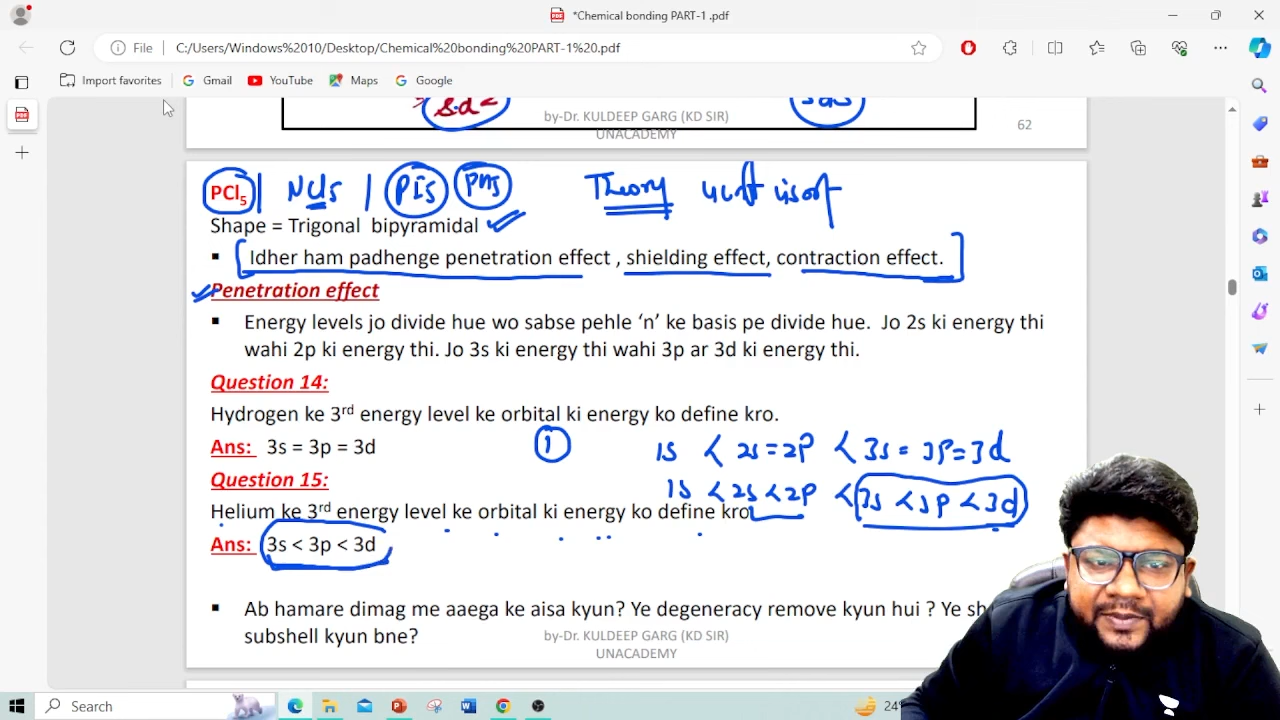 *Chemical bonding PART-1 .pdf
File C:/Users/Windows%2010/Desktop/Chemical%20bonding%20PART-1%20.pdf
Import favorites Gmail YouTube Maps Google
by-Dr. KULDEEP GARG (KD SIR)
UNACADEMY
62
PCl5 | NCl5 | PI5 PH5 Theory
Shape = Trigonal bipyramidal
▪ Idher ham padhenge penetration effect , shielding effect, contraction effect.
Penetration effect
▪ Energy levels jo divide hue wo sabse pehle ‘n’ ke basis pe divide hue. Jo 2s ki energy thi
wahi 2p ki energy thi. Jo 3s ki energy thi wahi 3p ar 3d ki energy thi.
Question 14:
Hydrogen ke 3rd energy level ke orbital ki energy ko define kro.
Ans: 3s = 3p = 3d
1s < 2s = 2p < 3s = 3p = 3d
Question 15:
1s < 2s < 2p < 3s < 3p < 3d
Helium ke 3rd energy level ke orbital ki energy ko define kro
Ans: 3s < 3p < 3d
▪ Ab hamare dimag me aaega ke aisa kyun? Ye degeneracy remove kyun hui ? Ye
subshell kyun bne?
by-Dr. KULDEEP GARG (KD SIR)
UNACADEMY
Search